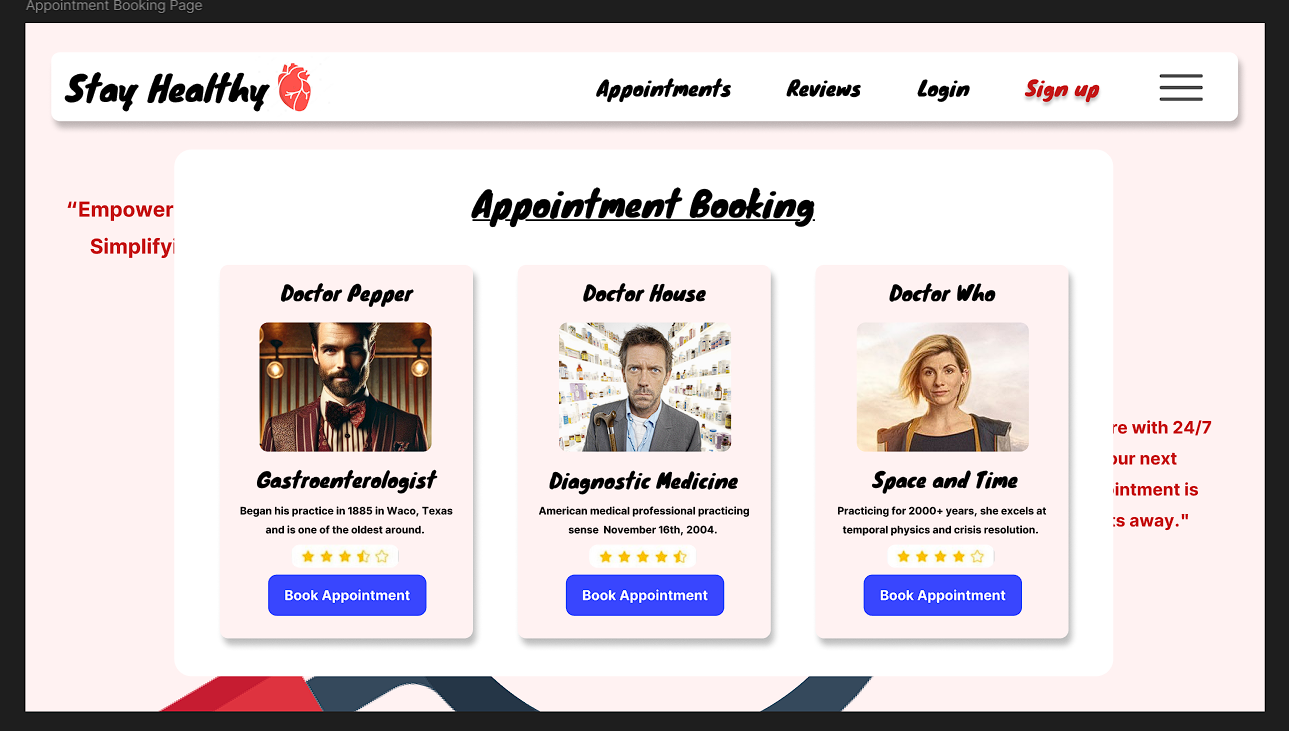 Appointment Booking Page
Stay Healthy
Appointments
Reviews
Login
Sign up
Appointment Booking
“Empower
Simplifyi
Doctor Pepper
Gastroenterologist
Began his practice in 1885 in Waco, Texas
and is one of the oldest around.
Book Appointment
Doctor House
Diagnostic Medicine
American medical professional practicing
sense November 16th, 2004.
Book Appointment
Doctor Who
Space and Time
Practicing for 2000+ years, she excels at
temporal physics and crisis resolution.
Book Appointment
re with 24/7
our next
ointment is
ts away."